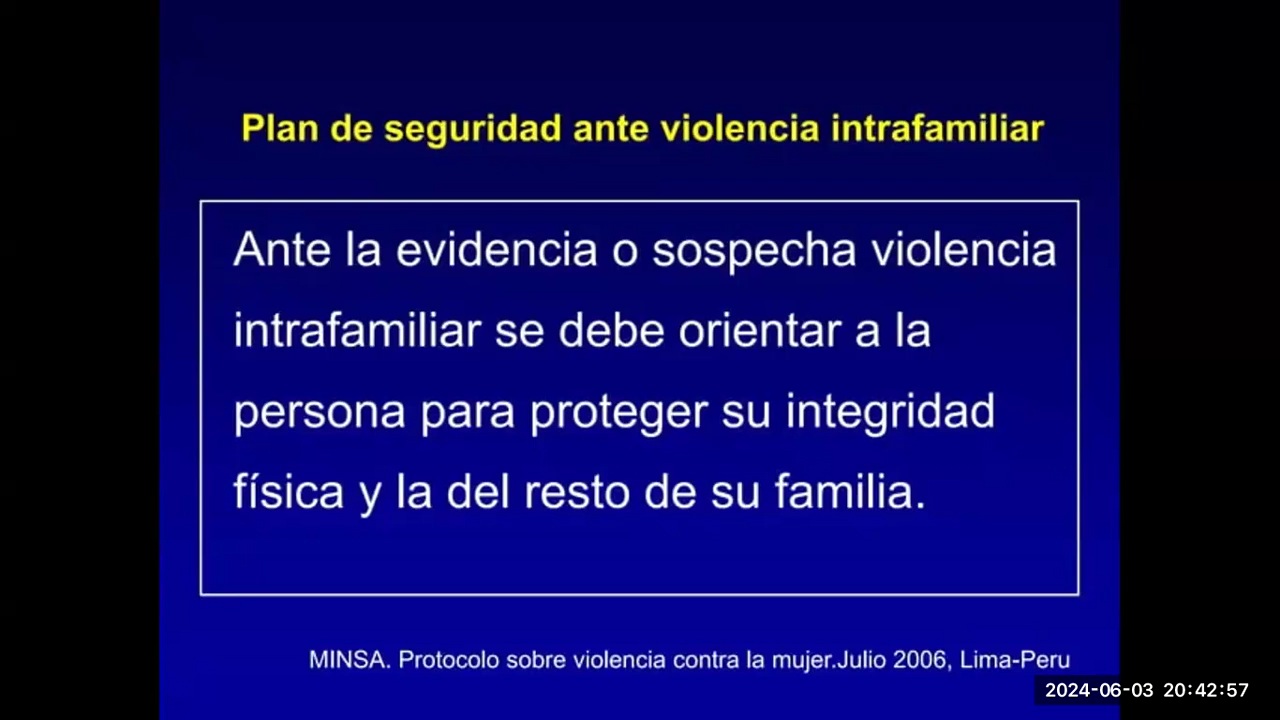 Plan de seguridad ante violencia intrafamiliar
Ante la evidencia o sospecha violencia
intrafamiliar se debe orientar a la
persona para proteger su integridad
física y la del resto de su familia.
MINSA. Protocolo sobre violencia contra la mujer.Julio 2006, Lima-Peru
2024-06-03 20:42:57